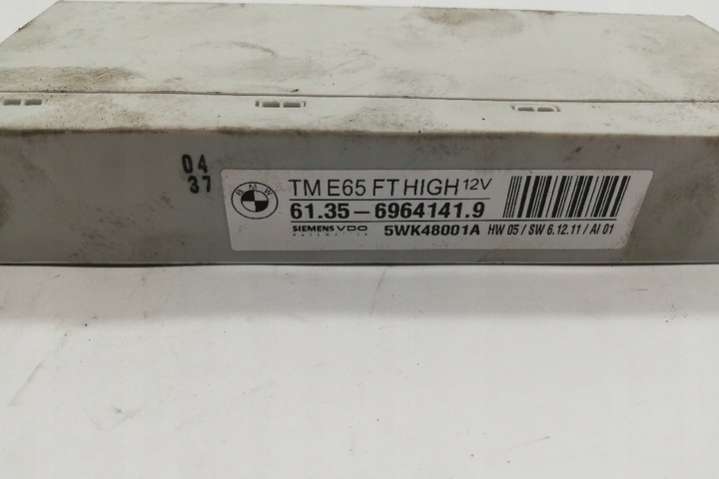 04
37
BMW
TM E65 FT HIGH 12V
61.35-6964141.9
SIEMENS VDO 5WK48001A HW 05 / SW 6.12.11 / AI 01